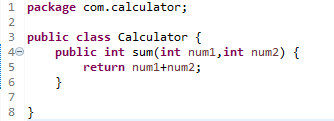 1 package com.calculator;
2
3 public class Calculator {
4 public int sum(int num1,int num2) {
5 return num1+num2;
6 }
7
8 }